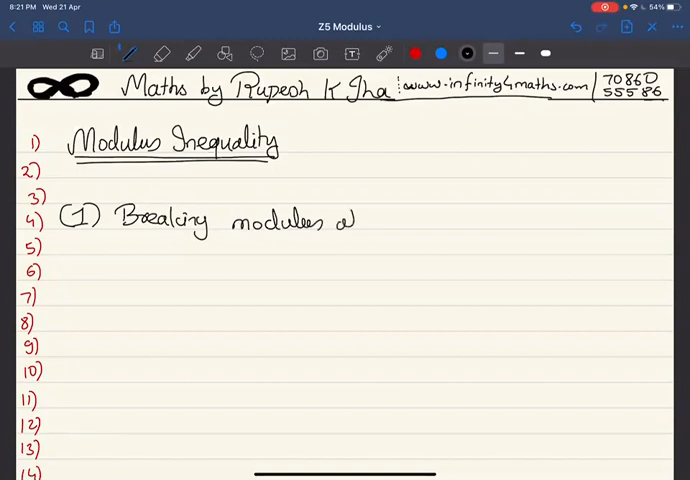 8:21 PM Wed 21 Apr
54%
Z5 Modulus
Maths by Rupesh K Jha www.infinity4maths.com 70860
55586
1) Modulus Inequality
2)
3)
4) (1) Breaking modulus
5)
6)
7)
8)
9)
10)
11)
12)
13)
14)